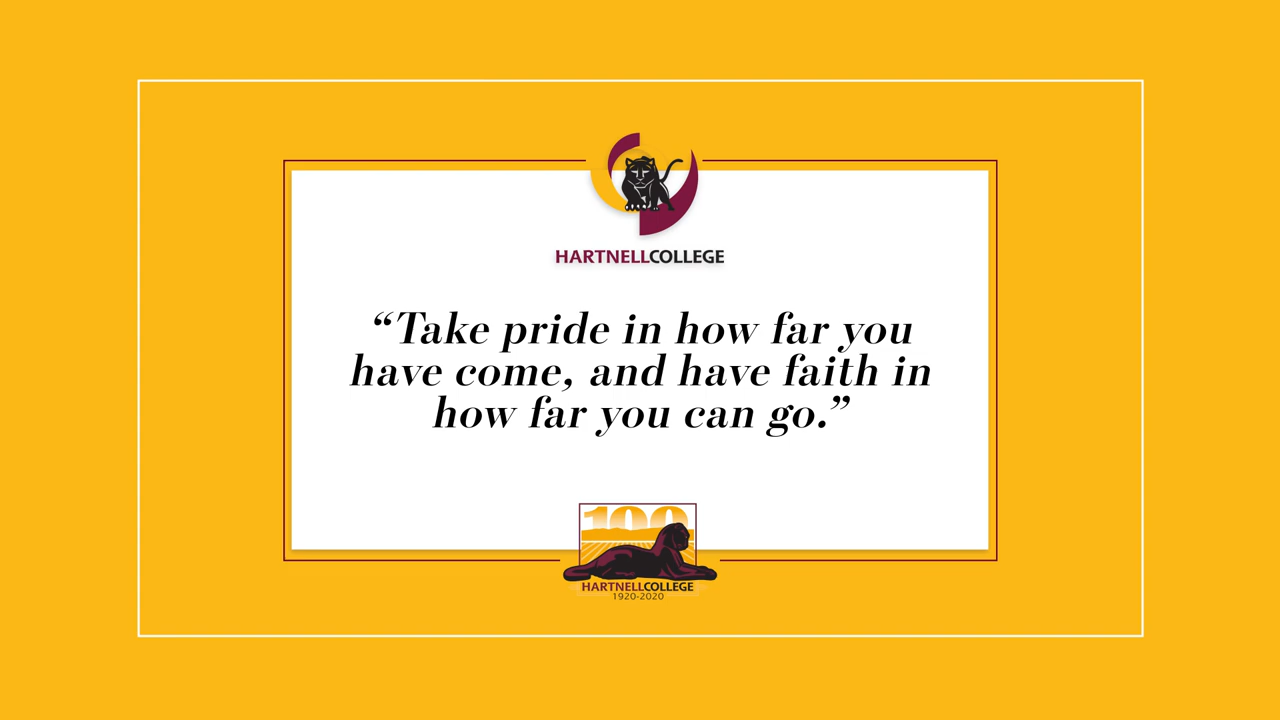 HARTNELLCOLLEGE
“Take pride in how far you
have come, and have faith in
how far you can go.”
100
HARTNELLCOLLEGE
1920-2020